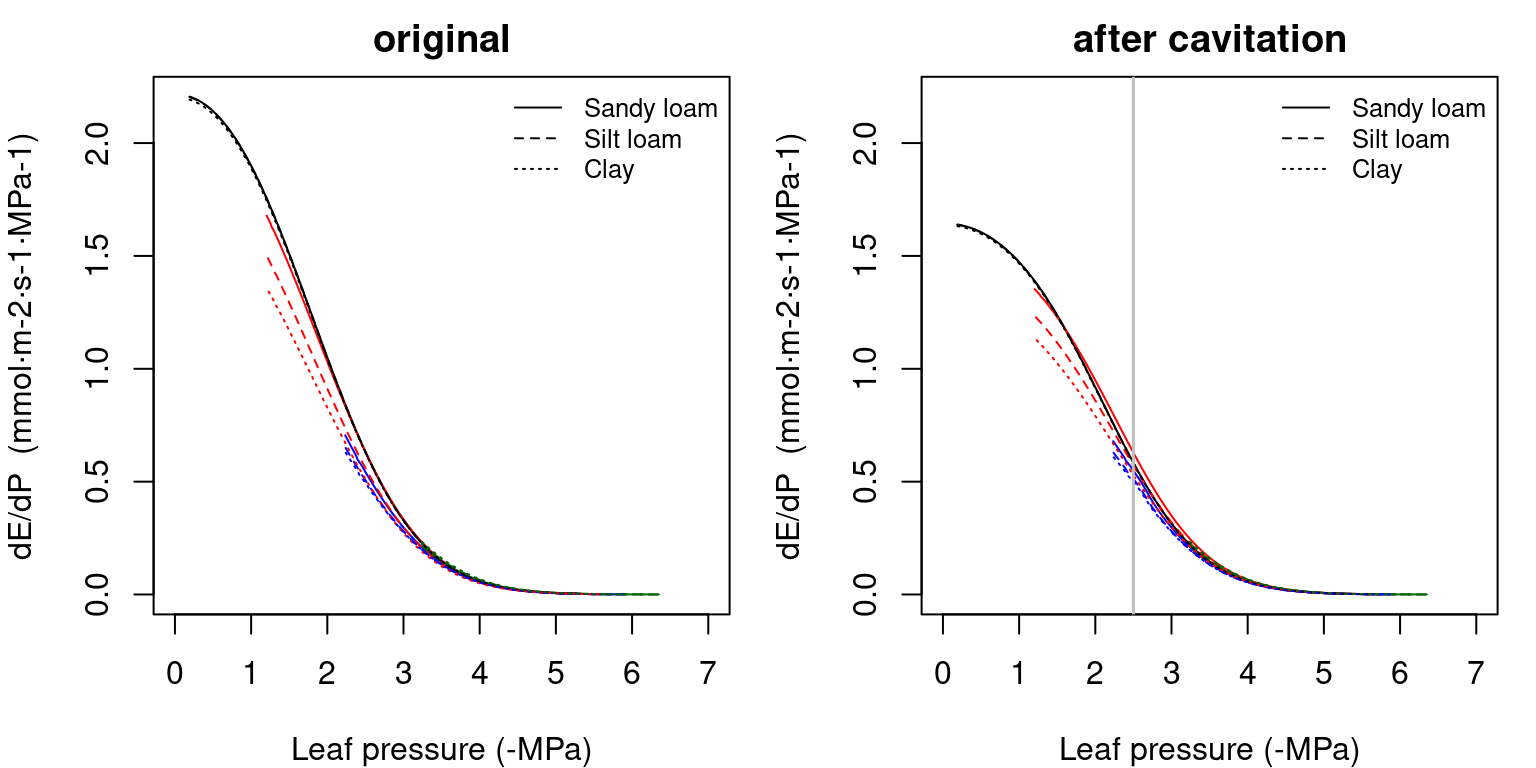 original
dE/dP (mmol·m-2·s-1·MPa-1)
2.0
1.5
1.0
0.5
0.0
Sandy loam
Silt loam
Clay
0 1 2 3 4 5 6 7
Leaf pressure (-MPa)
after cavitation
dE/dP (mmol·m-2·s-1·MPa-1)
2.0
1.5
1.0
0.5
0.0
Sandy loam
Silt loam
Clay
0 1 2 3 4 5 6 7
Leaf pressure (-MPa)